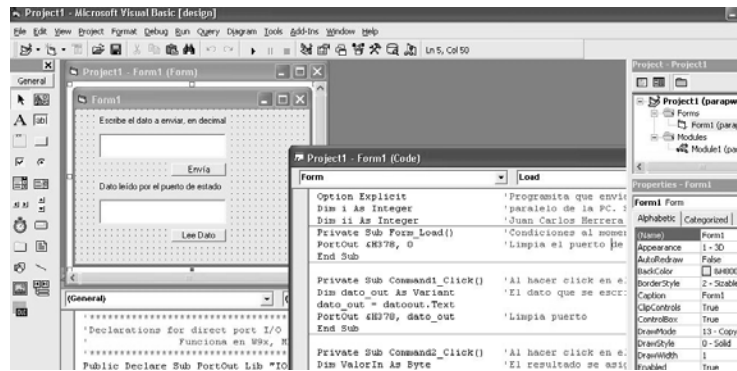 Project1 - Microsoft Visual Basic [design]
File Edit View Project Format Debug Run Query Diagram Tools Add-Ins Window Help
Ln 5, Col 50
General
Project1 - Form1 (Form)
Form1
Escribe el dato a enviar, en decimal
Envía
Dato leído por el puerto de estado
Lee Dato
(General)
'Declarations for direct port I/O
Funciona en W9x,
Public Declare Sub PortOut Lib "IO
Project1 - Form1 (Code)
Form
Load
Option Explicit 'Programita que envía
Dim i As Integer 'paralelo de la PC.
Dim ii As Integer 'Juan Carlos Herrera
Private Sub Form_Load() 'Condiciones al momen
PortOut &H378, 0 'Limpia el puerto de
End Sub
Private Sub Command1_Click() 'Al hacer click en e
Dim dato_out As Variant 'El dato que se escri
dato_out = datoout.Text
PortOut &H378, dato_out 'Limpia puerto
End Sub
Private Sub Command2_Click() 'Al hacer click en e
Dim ValorIn As Byte 'El resultado se asig
Project - Project1
Project1 (parapw
Forms
Form1 (para
Modules
Module1 (pa
Properties - Form1
Form1 Form
Alphabetic Categorized
(Name) Form1
Appearance 1 - 3D
AutoRedraw False
BackColor &H800
BorderStyle 2 - Sizable
Caption Form1
ClipControls True
ControlBox True
DrawMode 13 - Copy
DrawStyle 0 - Solid
DrawWidth 1
Enabled True